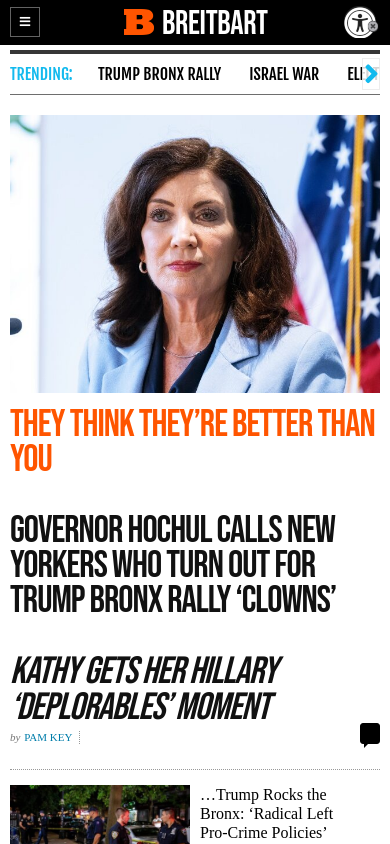 B BREITBART
TRENDING:
TRUMP BRONX RALLY
ISRAEL WAR
THEY THINK THEY’RE BETTER THAN
YOU
GOVERNOR HOCHUL CALLS NEW
YORKERS WHO TURN OUT FOR
TRUMP BRONX RALLY ‘CLOWNS’
KATHY GETS HER HILLARY
‘DEPLORABLES’ MOMENT
by PAM KEY
…Trump Rocks the
Bronx: ‘Radical Left
Pro-Crime Policies’